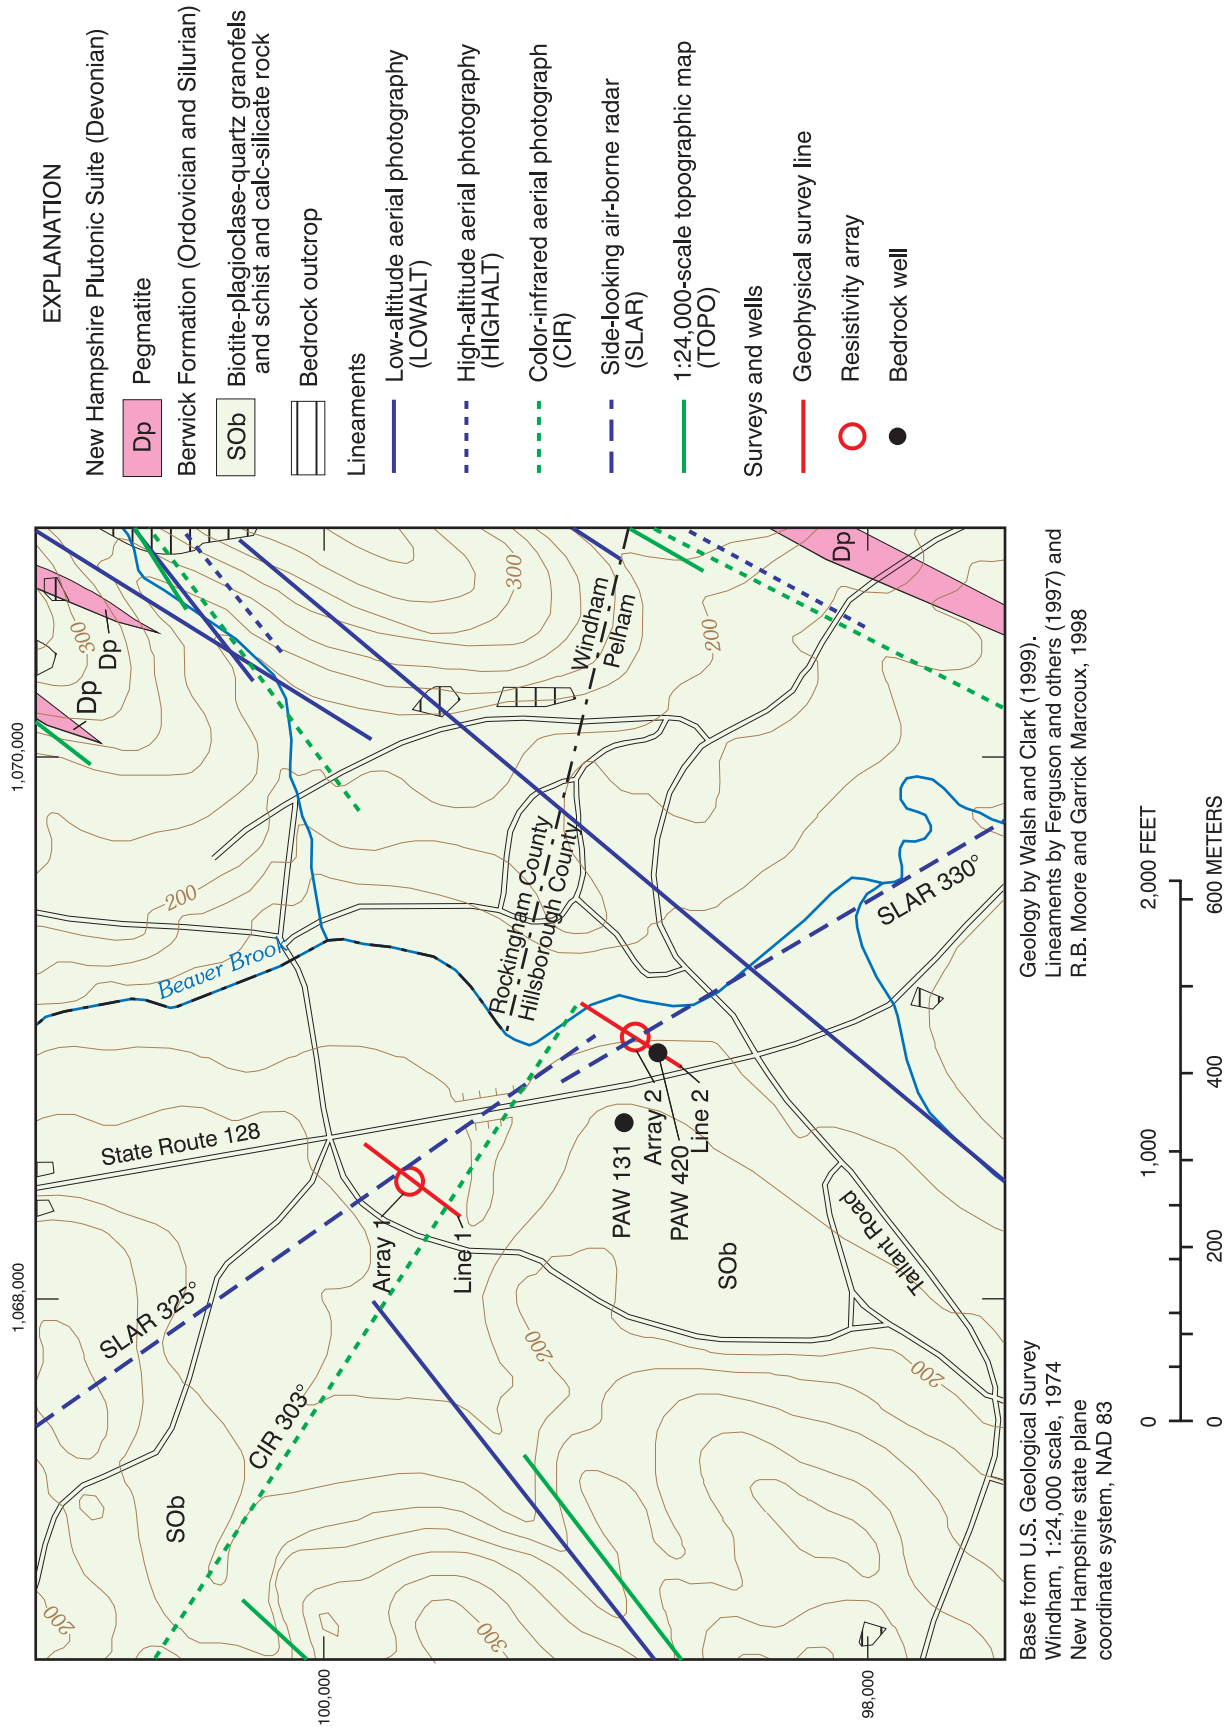 1,068,000
1,070,000
100,000
98,000
EXPLANATION
New Hampshire Plutonic Suite (Devonian)
Dp
Pegmatite
Berwick Formation (Ordovician and Silurian)
SOb
Biotite-plagioclase-quartz granofels
and schist and calc-silicate rock
Bedrock outcrop
Lineaments
Low-altitude aerial photography
(LOWALT)
High-altitude aerial photography
(HIGHALT)
Color-infrared aerial photograph
(CIR)
Side-looking air-borne radar
(SLAR)
1:24,000-scale topographic map
(TOPO)
Surveys and wells
Geophysical survey line
Resistivity array
Bedrock well
200
SOb
CIR 303°
SLAR 325°
State Route 128
Beaver Brook
200
300
Dp
Dp
300
Array 1
Line 1
Rockingham County
Hillsborough County
Windham
Pelham
200
Dp
300
200
200
SOb
PAW 131
Array 2
PAW 420
Line 2
Tallant Road
SLAR 330°
Base from U.S. Geological Survey
Windham, 1:24,000 scale, 1974
New Hampshire state plane
coordinate system, NAD 83
Geology by Walsh and Clark (1999).
Lineaments by Ferguson and others (1997) and
R.B. Moore and Garrick Marcoux, 1998
0
1,000
2,000 FEET
0
200
400
600 METERS